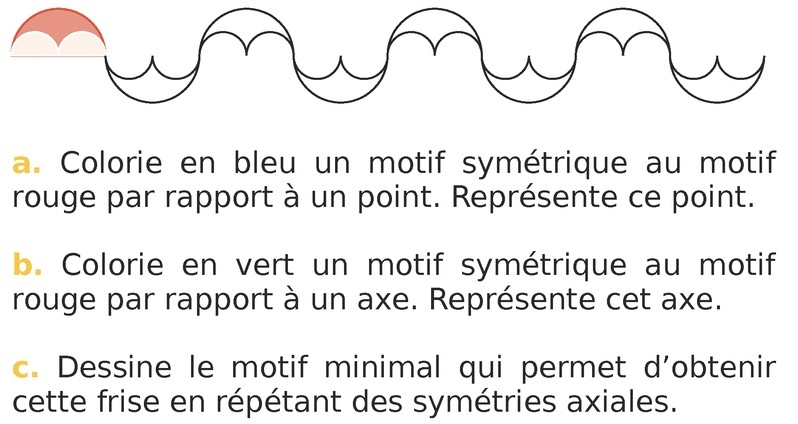 a. Colorie en bleu un motif symétrique au motif
rouge par rapport à un point. Représente ce point.
b. Colorie en vert un motif symétrique au motif
rouge par rapport à un axe. Représente cet axe.
c. Dessine le motif minimal qui permet d’obtenir
cette frise en répétant des symétries axiales.